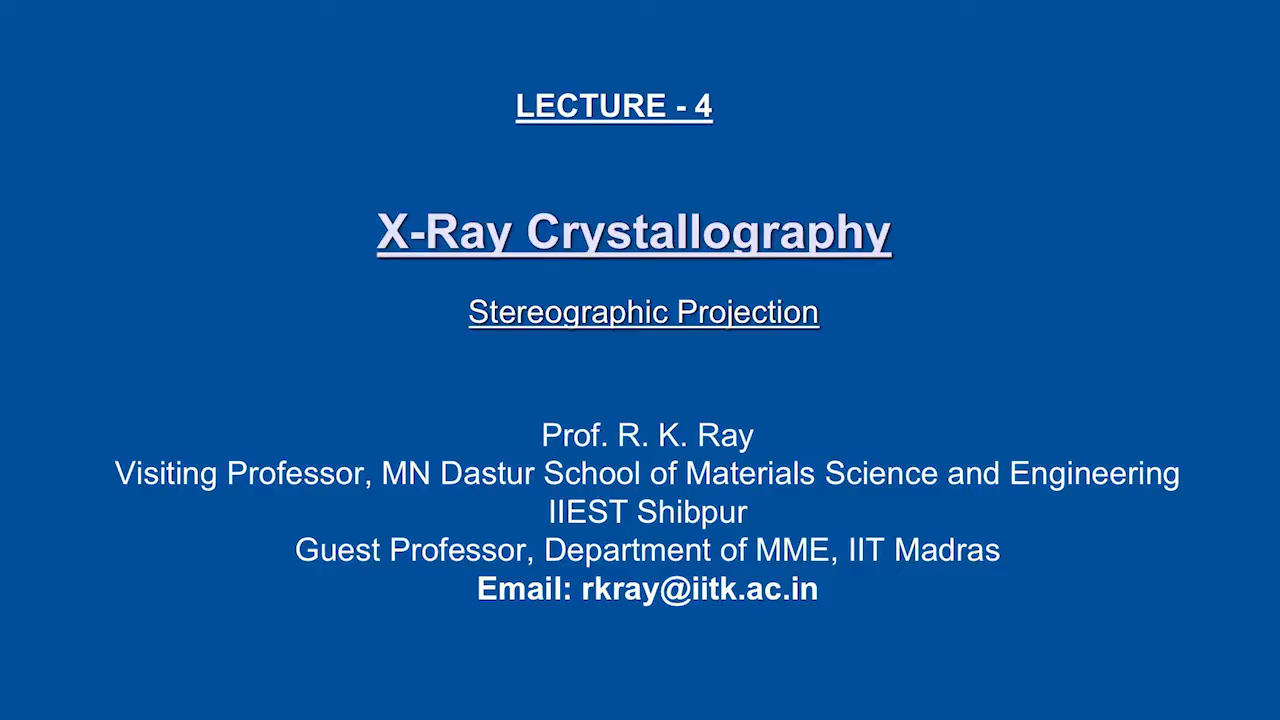 LECTURE - 4
X-Ray Crystallography
Stereographic Projection
Prof. R. K. Ray
Visiting Professor, MN Dastur School of Materials Science and Engineering
IIEST Shibpur
Guest Professor, Department of MME, IIT Madras
Email: rkray@iitk.ac.in